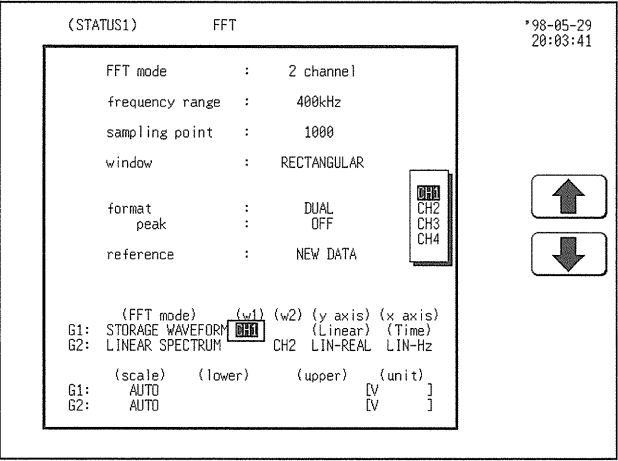 (STATUS1) FFT '98-05-29
20:03:41
FFT mode : 2 channel
frequency range : 400kHz
sampling point : 1000
window : RECTANGULAR
CH1
format : DUAL CH2
peak : OFF CH3
CH4
reference : NEW DATA
(FFT mode) (w1) (w2) (y axis) (x axis)
G1: STORAGE WAVEFORM CH1 (Linear) (Time)
G2: LINEAR SPECTRUM CH2 LIN-REAL LIN-Hz
(scale) (lower) (upper) (unit)
G1: AUTO [V ]
G2: AUTO [V ]